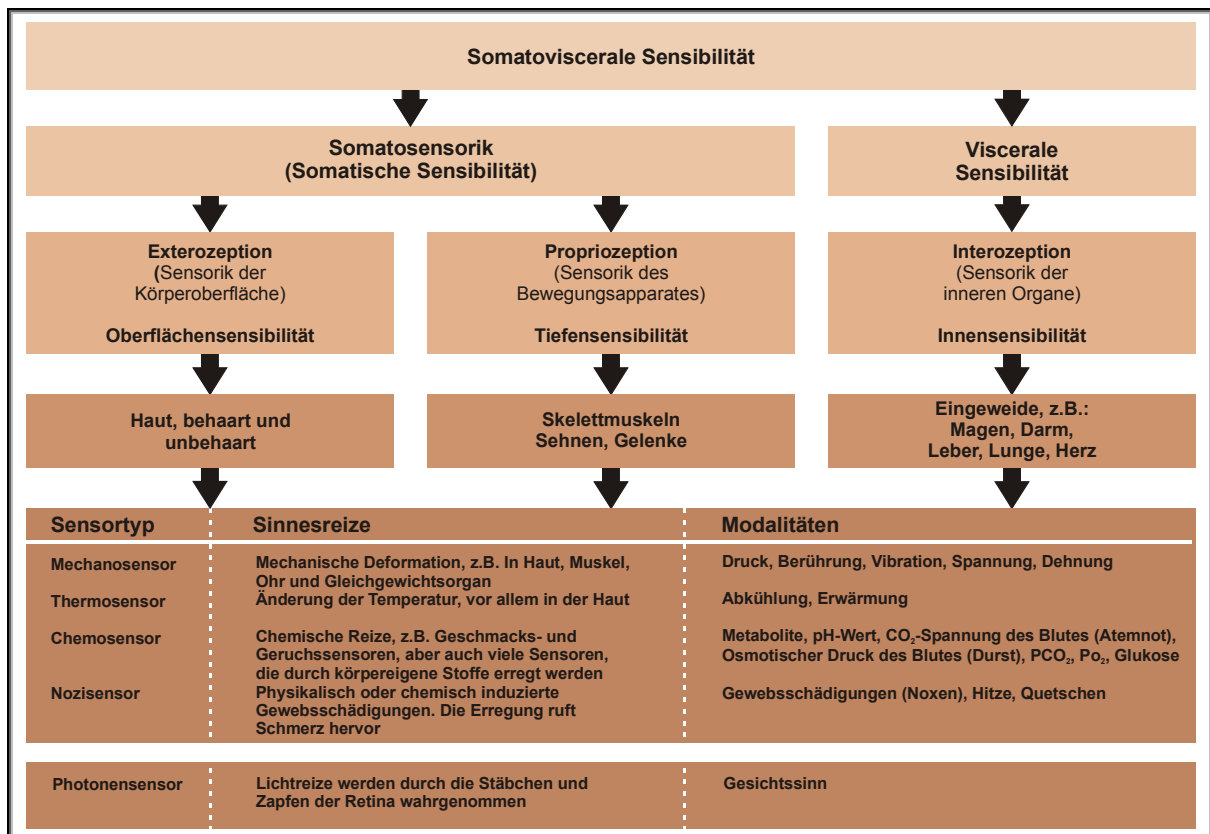 Somatoviscerale Sensibilität
Somatosensorik
(Somatische Sensibilität)
Viscerale
Sensibilität
Exterozeption
(Sensorik der
Körperoberfläche)
Oberflächensensibilität
Propriozeption
(Sensorik des
Bewegungsapparates)
Tiefensensibilität
Interozeption
(Sensorik der
inneren Organe)
Innensensibilität
Haut, behaart und
unbehaart
Skelettmuskeln
Sehnen, Gelenke
Eingeweide, z.B.:
Magen, Darm,
Leber, Lunge, Herz
Sensortyp
Sinnesreize
Modalitäten
Mechanosensor
Mechanische Deformation, z.B. In Haut, Muskel,
Ohr und Gleichgewichtsorgan
Druck, Berührung, Vibration, Spannung, Dehnung
Thermosensor
Änderung der Temperatur, vor allem in der Haut
Abkühlung, Erwärmung
Chemosensor
Chemische Reize, z.B. Geschmacks- und
Geruchssensoren, aber auch viele Sensoren,
die durch körpereigene Stoffe erregt werden
Metabolite, pH-Wert, CO₂-Spannung des Blutes (Atemnot),
Osmotischer Druck des Blutes (Durst), PCO₂, Po₂, Glukose
Nozisensor
Physikalisch oder chemisch induzierte
Gewebsschädigungen. Die Erregung ruft
Schmerz hervor
Gewebsschädigungen (Noxen), Hitze, Quetschen
Photonensensor
Lichtreize werden durch die Stäbchen und
Zapfen der Retina wahrgenommen
Gesichtssinn